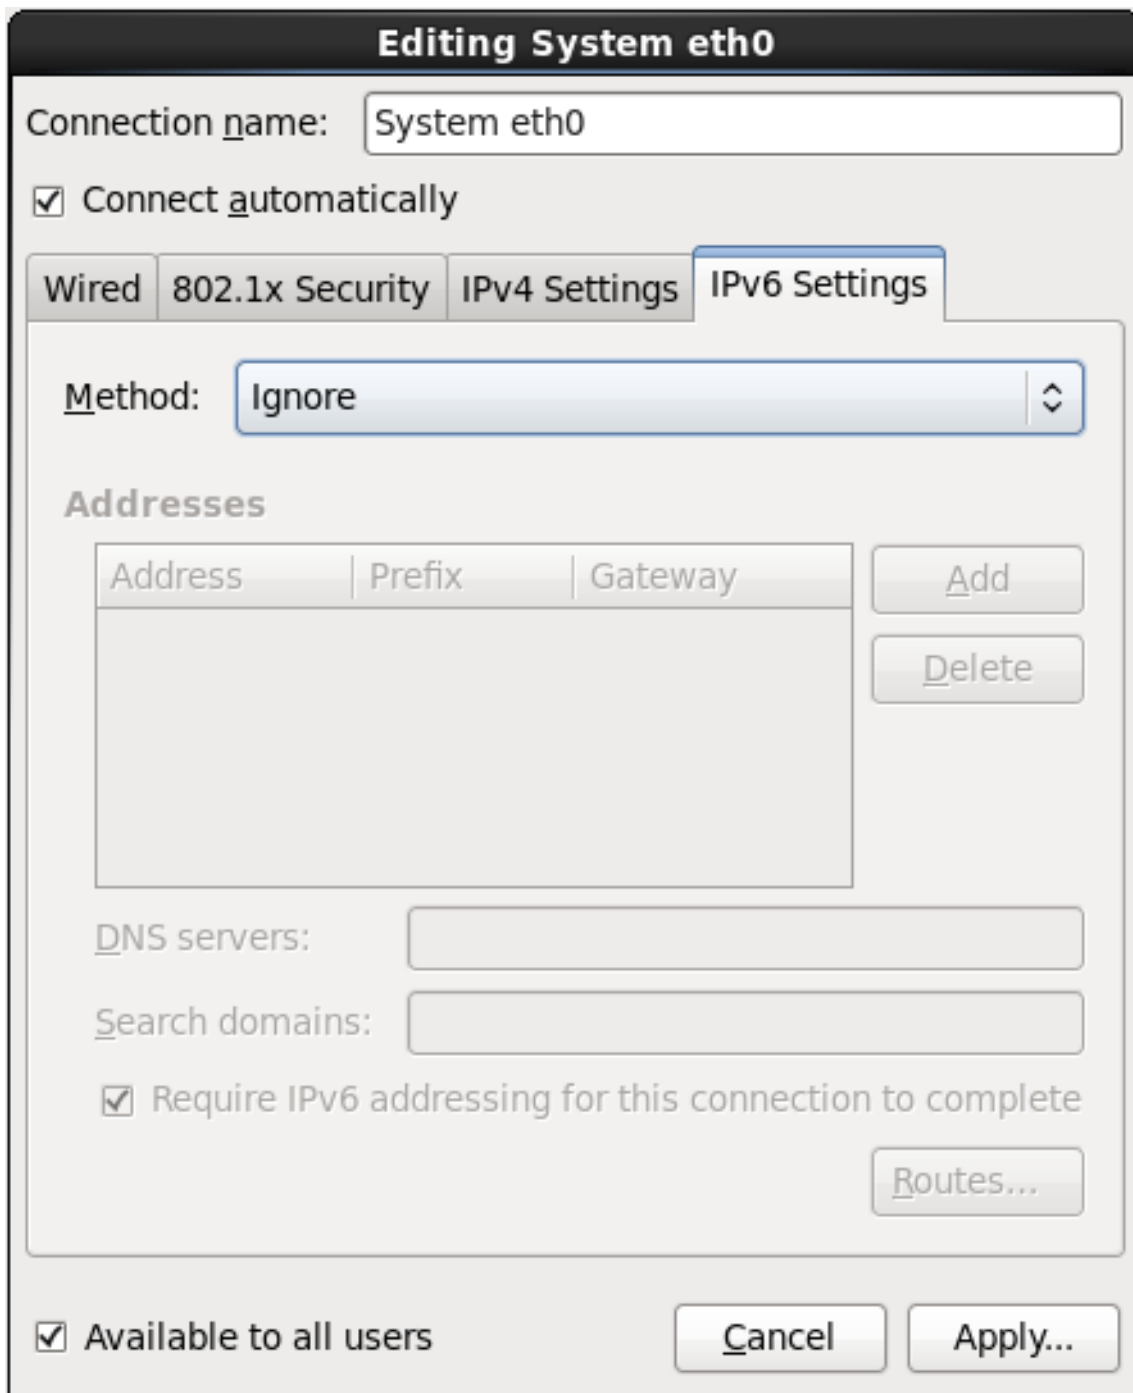 Editing System eth0
Connection name: System eth0
Connect automatically
Wired 802.1x Security IPv4 Settings IPv6 Settings
Method: Ignore
Addresses
Address Prefix Gateway Add
Delete
DNS servers:
Search domains:
Require IPv6 addressing for this connection to complete
Routes...
Available to all users Cancel Apply...